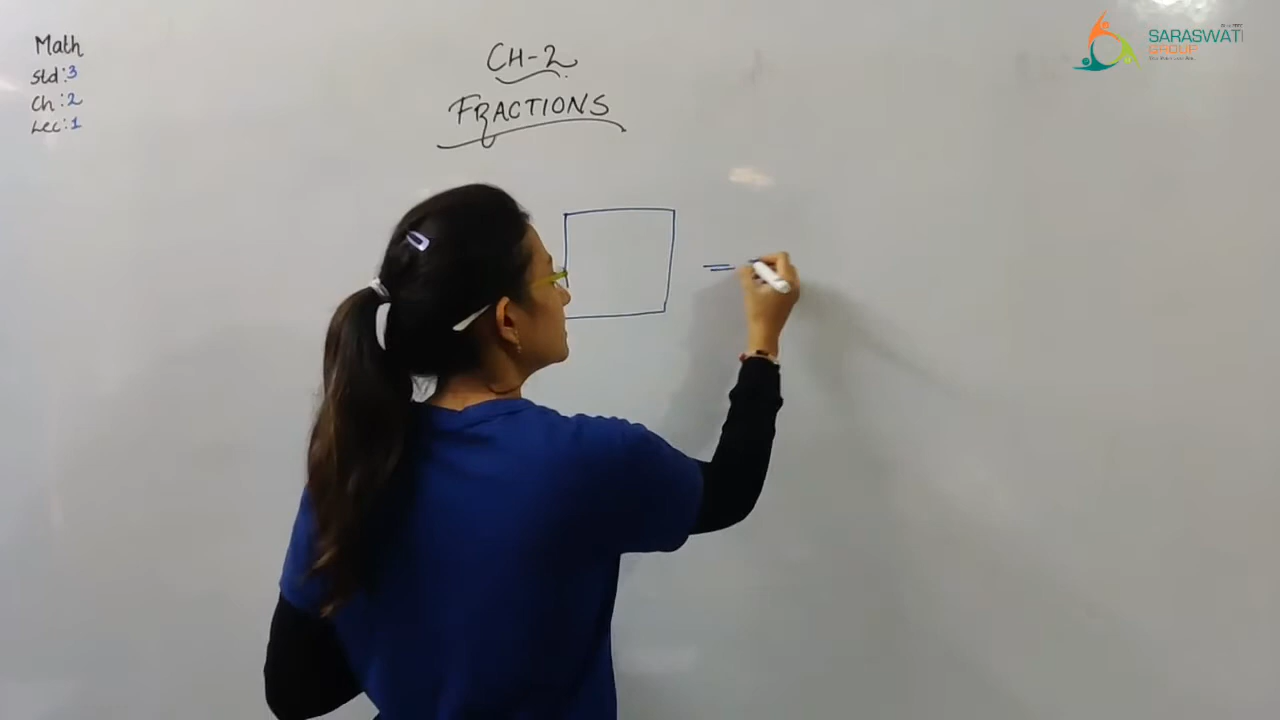 Math
Std:3
Ch:2
Lec:1
CH-2
FRACTIONS
=
SARASWATI
GROUP